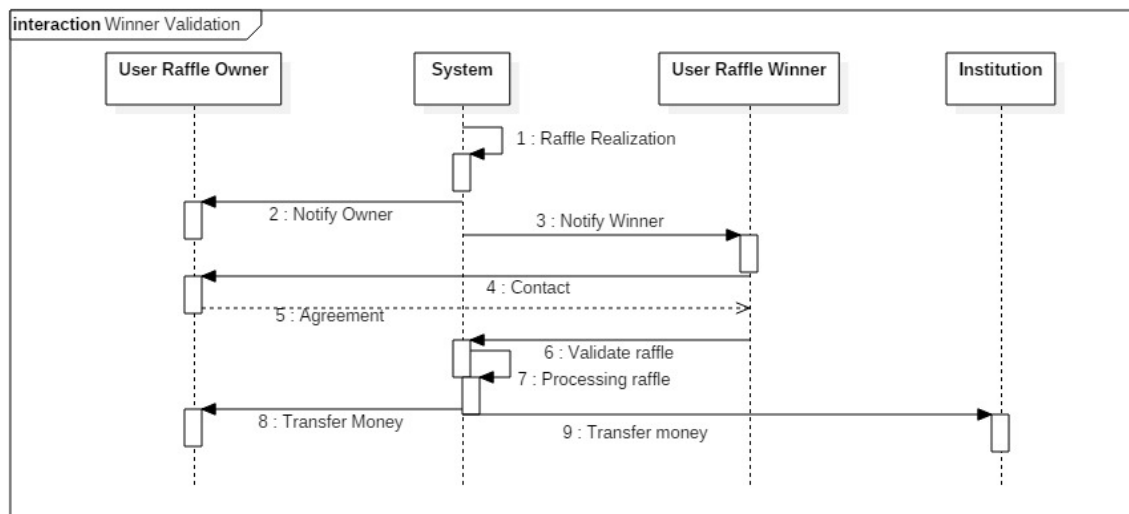 interaction Winner Validation
User Raffle Owner
System
User Raffle Winner
Institution
1 : Raffle Realization
2 : Notify Owner
3 : Notify Winner
4 : Contact
5 : Agreement
6 : Validate raffle
7 : Processing raffle
8 : Transfer Money
9 : Transfer money